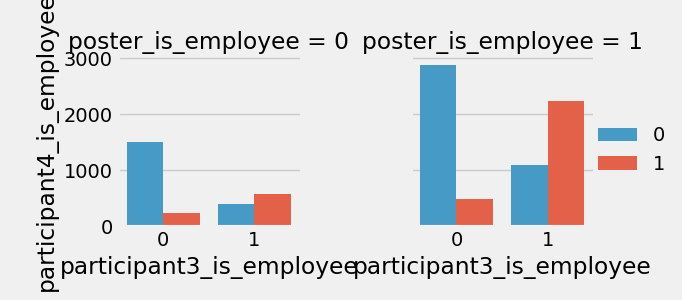 poster_is_employee = 0
poster_is_employee = 1
participant4_is_employee
3000
2000
1000
0
0
1
0
1
participant3_is_employee
participant3_is_employee
0
1